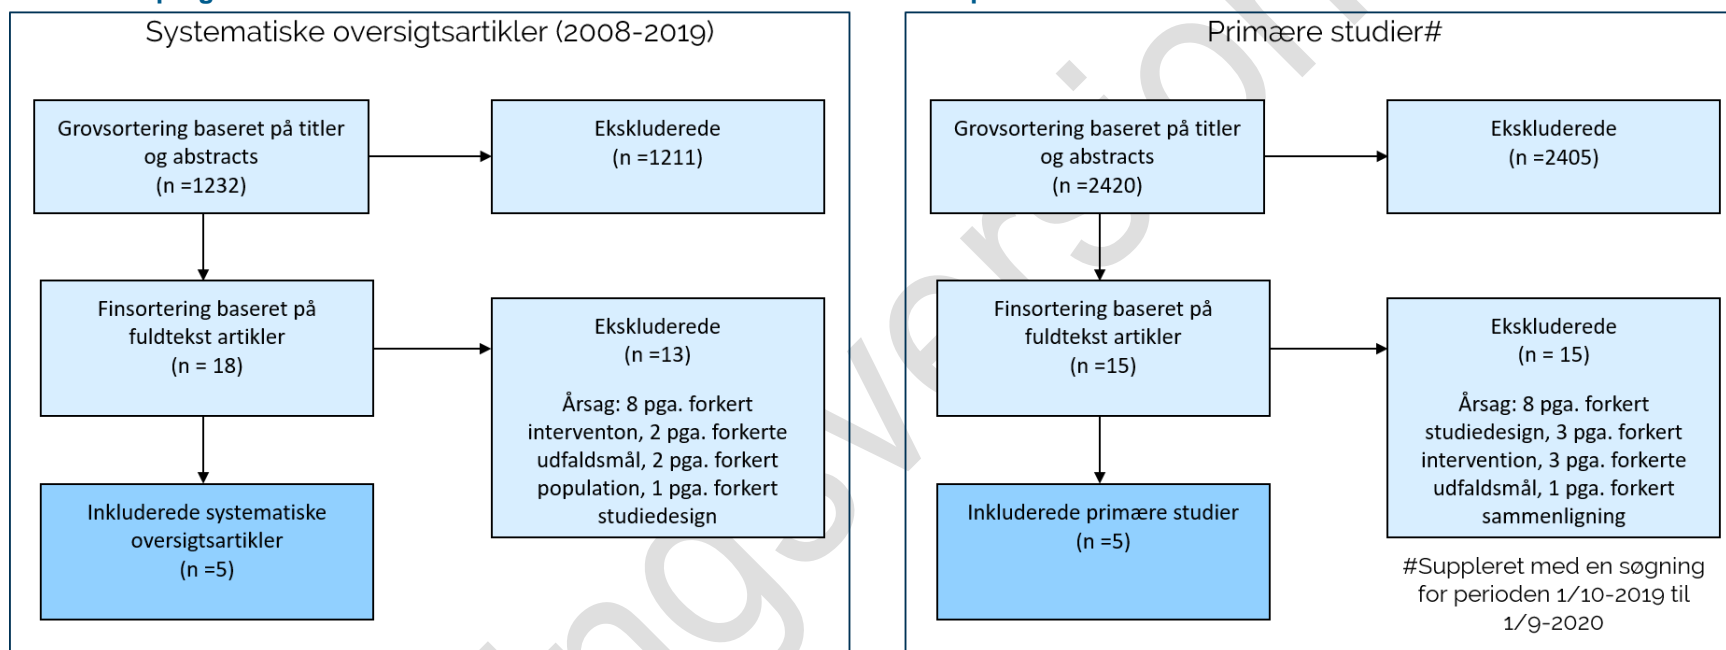 Systematiske oversigtsartikler (2008-2019)
Grovsortering baseret på titler
og abstracts
(n =1232)
Ekskluderede
(n =1211)
Finsortering baseret på
fuldtekst artikler
(n = 18)
Ekskluderede
(n =13)
Årsag: 8 pga. forkert
interventon, 2 pga. forkerte
udfaldsmål, 2 pga. forkert
population, 1 pga. forkert
studiedesign
Inkluderede systematiske
oversigtsartikler
(n =5)
Primære studier#
Grovsortering baseret på titler
og abstracts
(n =2420)
Ekskluderede
(n =2405)
Finsortering baseret på
fuldtekst artikler
(n =15)
Ekskluderede
(n = 15)
Årsag: 8 pga. forkert
studiedesign, 3 pga. forkert
intervention, 3 pga. forkerte
udfaldsmål, 1 pga. forkert
sammenligning
Inkluderede primære studier
(n =5)
#Suppleret med en søgning
for perioden 1/10-2019 til
1/9-2020